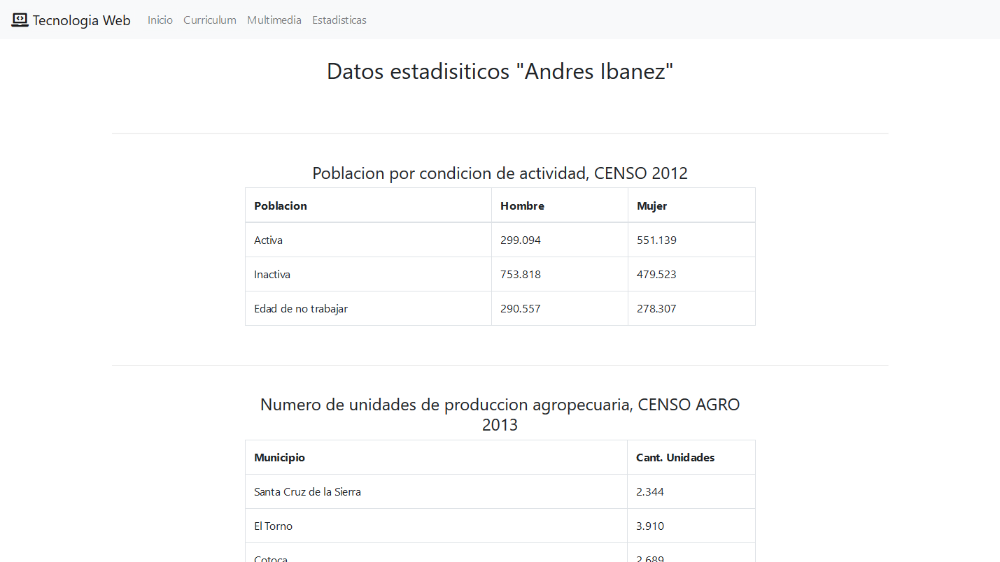 Tecnologia Web Inicio Curriculum Multimedia Estadisticas
Datos estadisiticos "Andres Ibanez"
Poblacion por condicion de actividad, CENSO 2012
Poblacion Hombre Mujer
Activa 299.094 551.139
Inactiva 753.818 479.523
Edad de no trabajar 290.557 278.307
Numero de unidades de produccion agropecuaria, CENSO AGRO
2013
Municipio Cant. Unidades
Santa Cruz de la Sierra 2.344
El Torno 3.910
Cotoca 2.689